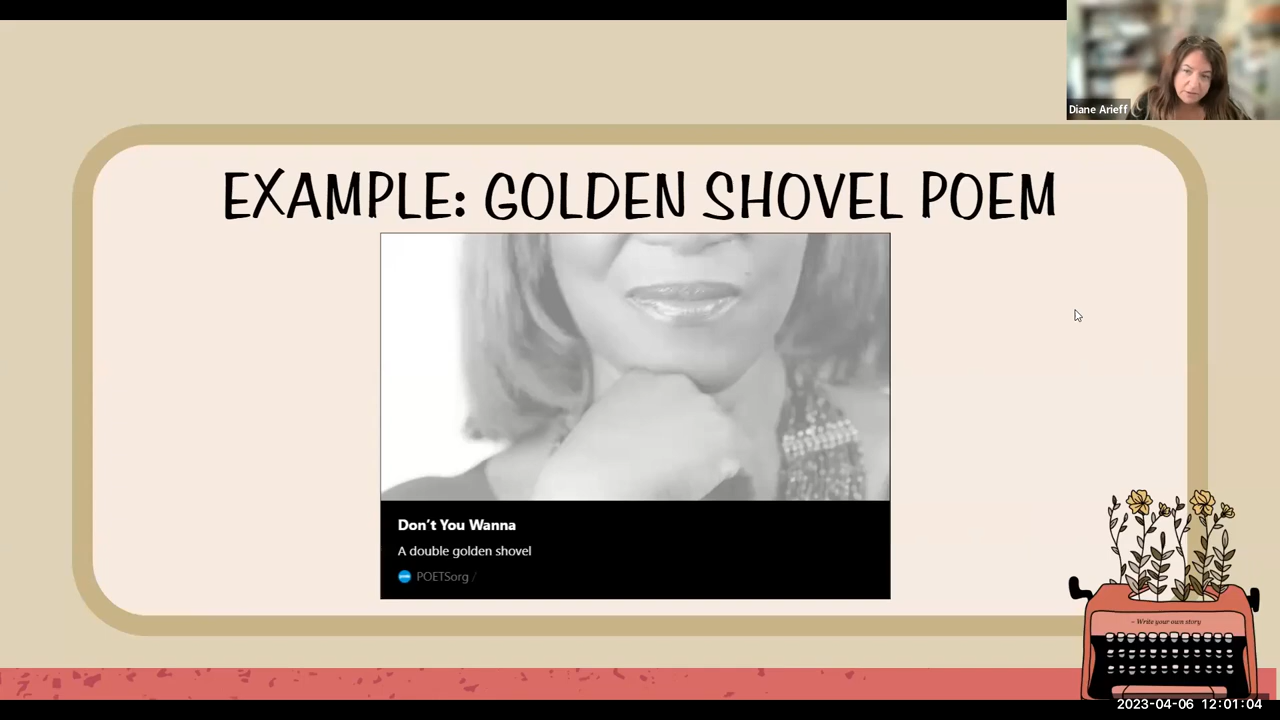 Diane Arieff
EXAMPLE: GOLDEN SHOVEL POEM
Don't You Wanna
A double golden shovel
POETSorg /
~ Write your own story
2023-04-06 12:01:04